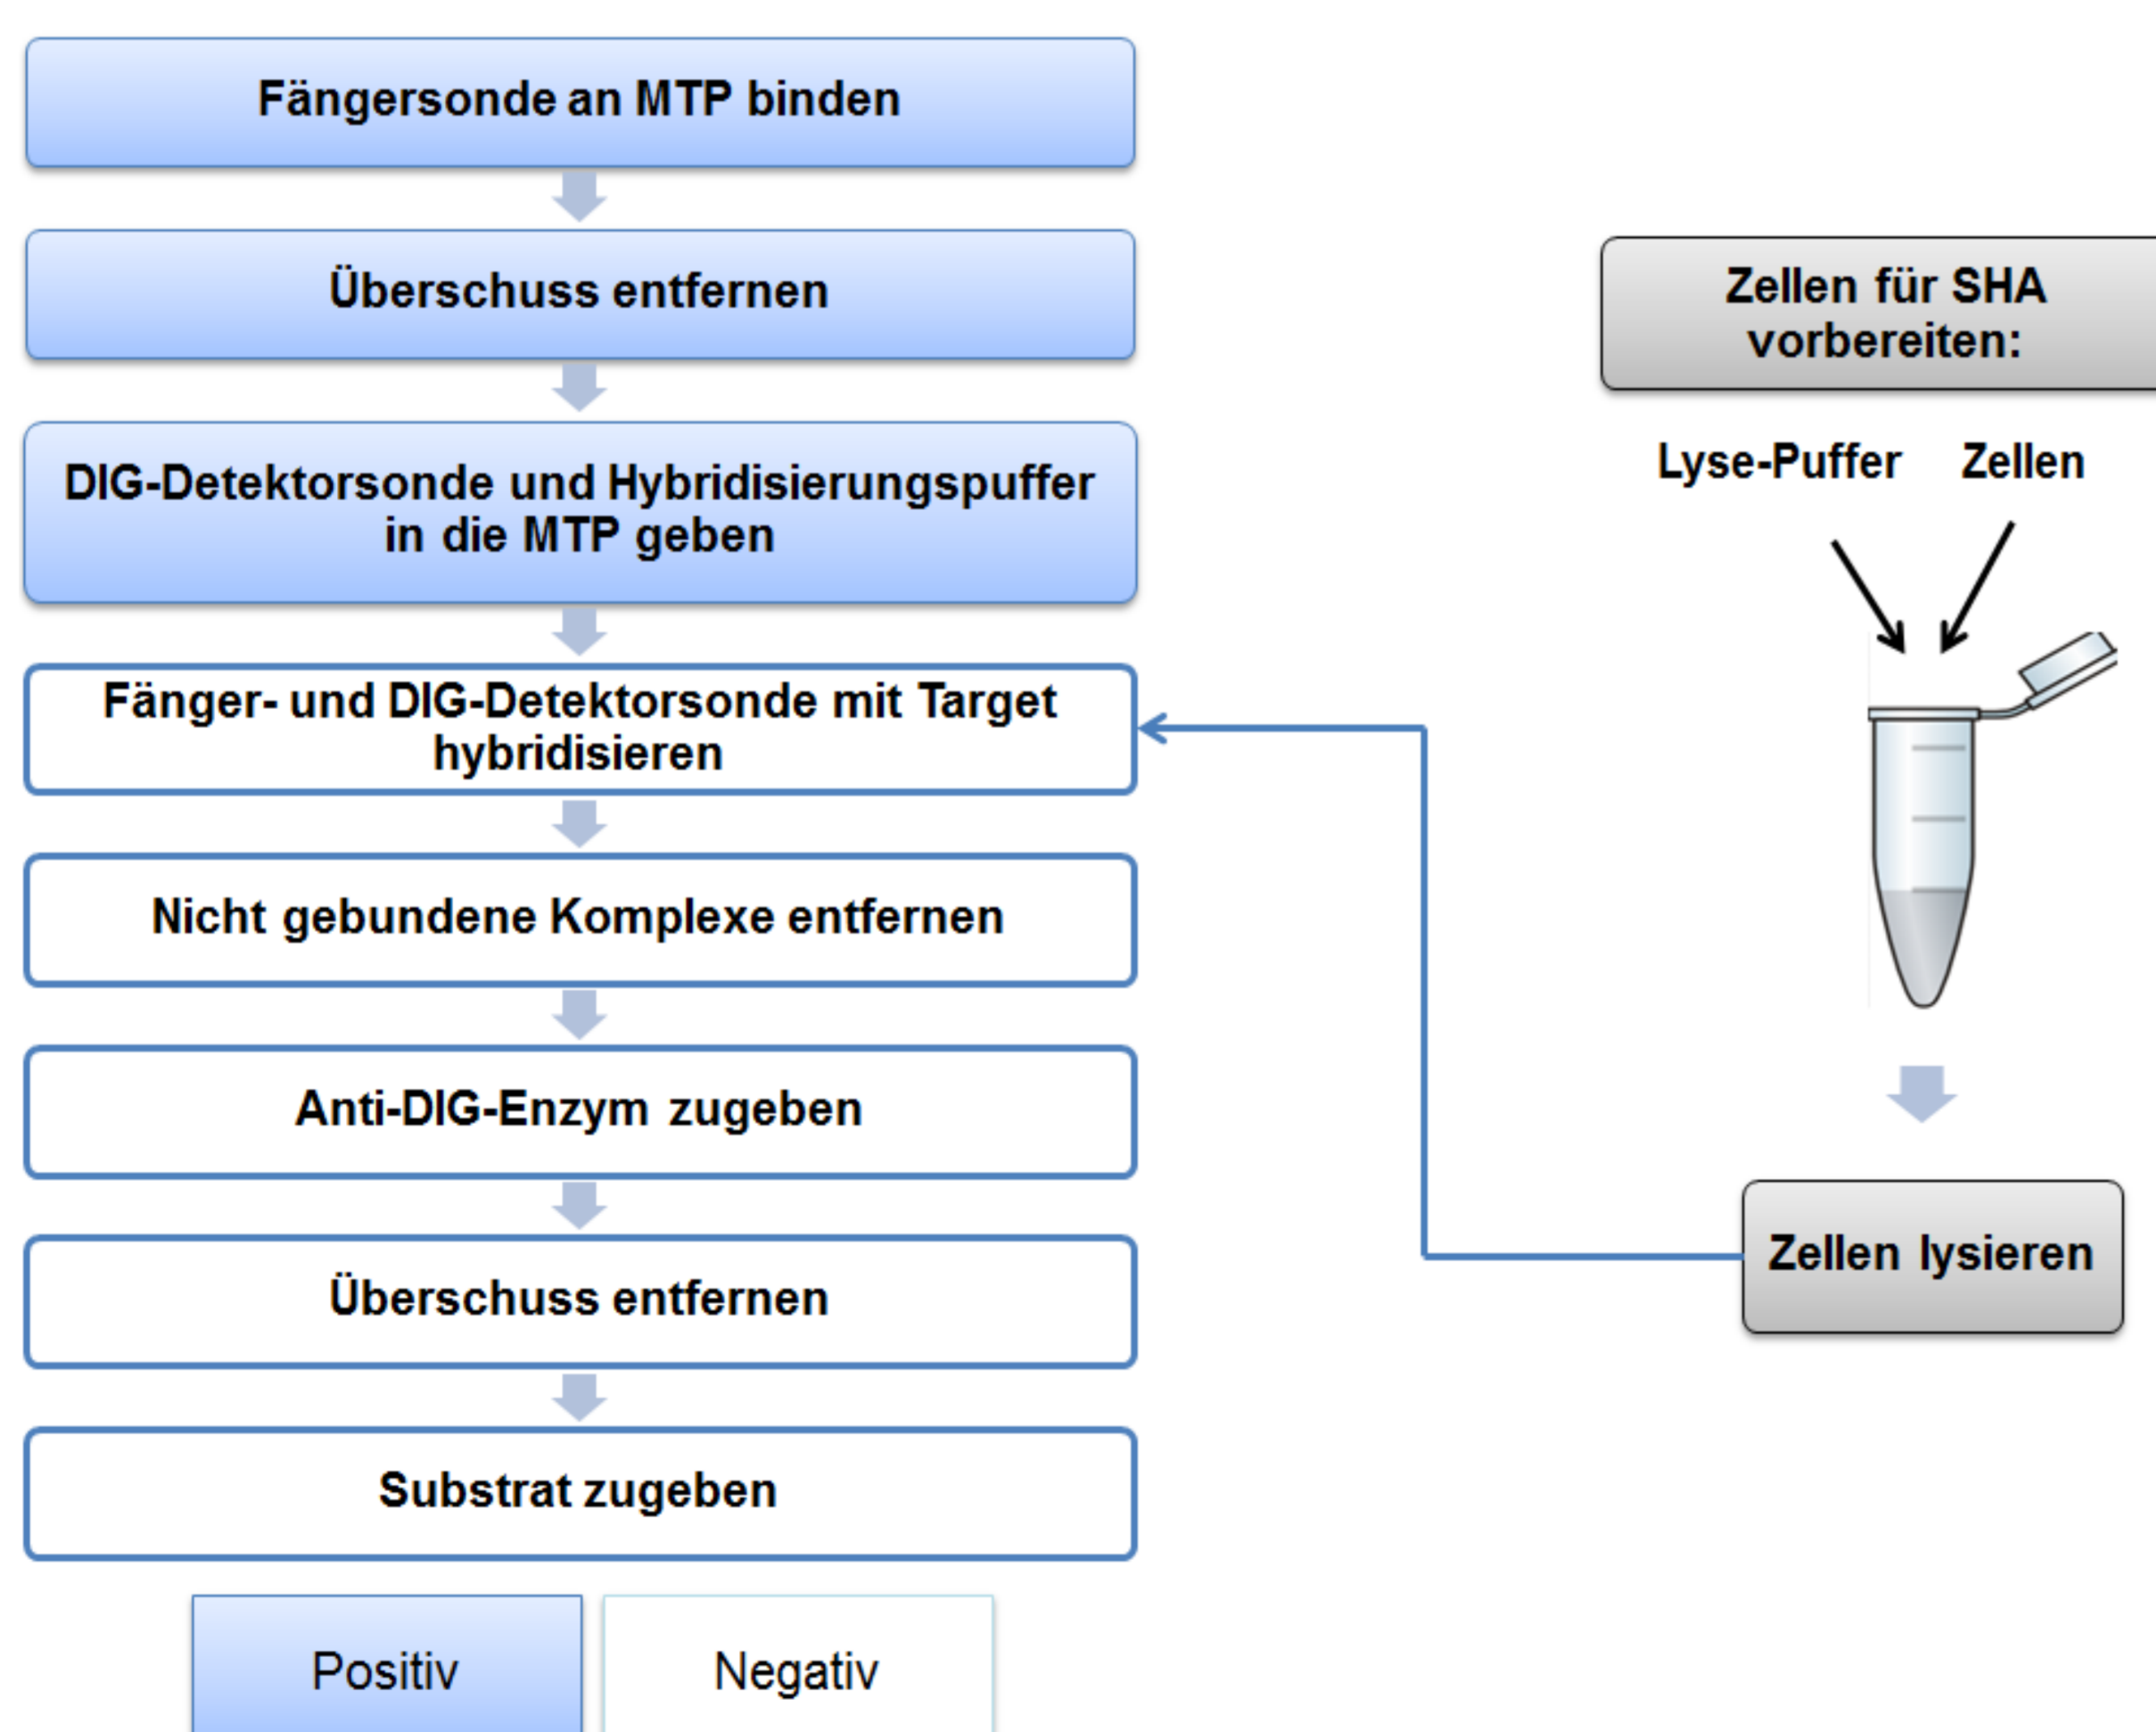 Fängersonde an MTP binden
Überschuss entfernen
DIG-Detektorsonde und Hybridisierungspuffer
in die MTP geben
Fänger- und DIG-Detektorsonde mit Target
hybridisieren
Nicht gebundene Komplexe entfernen
Anti-DIG-Enzym zugeben
Überschuss entfernen
Substrat zugeben
Positiv
Negativ
Zellen für SHA
vorbereiten:
Lyse-Puffer
Zellen
Zellen lysieren